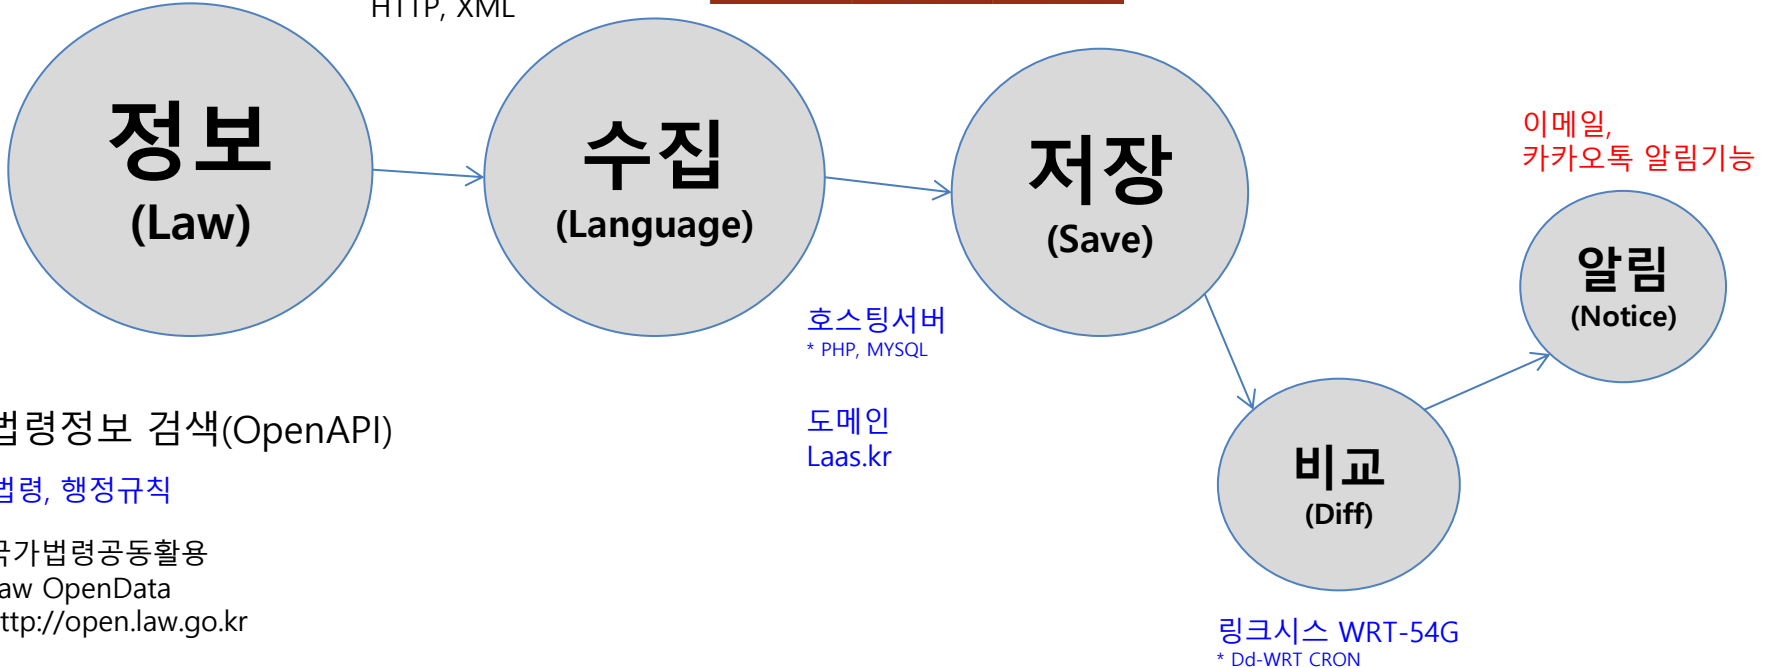 HTTP, XML
정보
(Law)
수집
(Language)
저장
(Save)
이메일,
카카오톡 알림기능
알림
(Notice)
호스팅서버
* PHP, MYSQL
도메인
Laas.kr
비교
(Diff)
링크시스 WRT-54G
* Dd-WRT CRON
법령정보 검색(OpenAPI)
법령, 행정규칙
국가법령공동활용
aw OpenData
ttp://open.law.go.kr